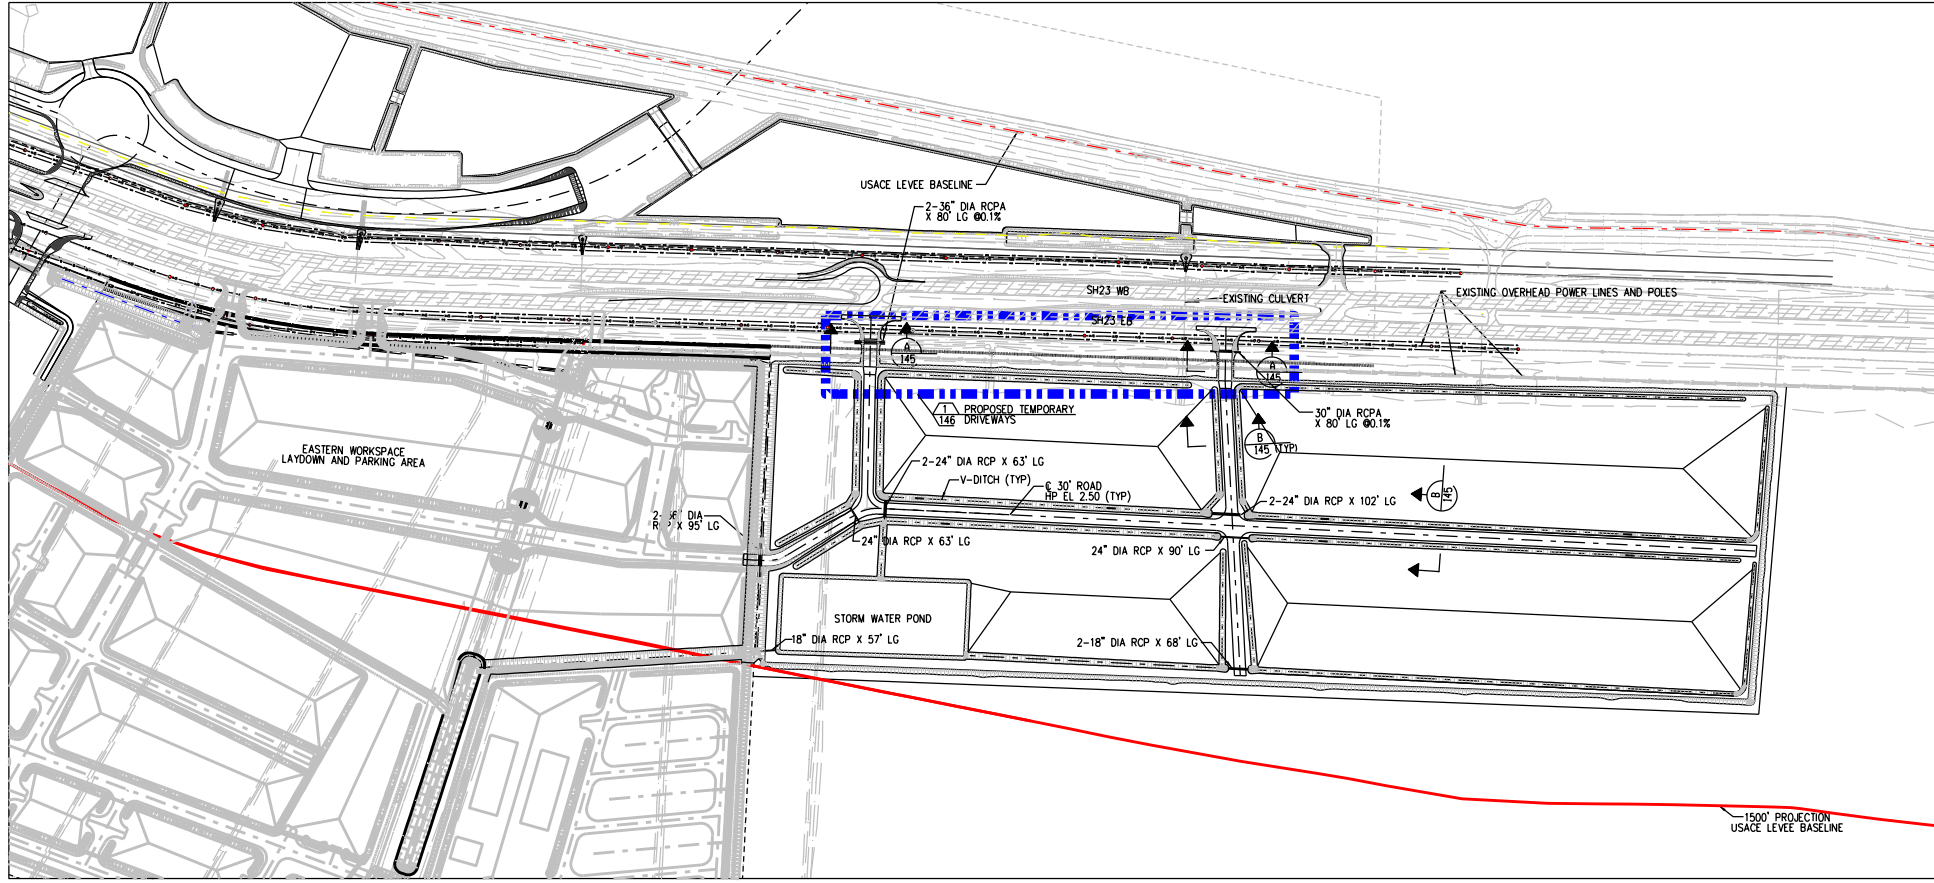 USACE LEVEE BASELINE
2-36" DIA RCPA
X 80' LG @0.1%
SH23 WB
EXISTING CULVERT
EXISTING OVERHEAD POWER LINES AND POLES
SH23 EB
A
145
A
145
1
146
PROPOSED TEMPORARY
DRIVEWAYS
30" DIA RCPA
X 80' LG @0.1%
B
145 (TYP)
EASTERN WORKSPACE
LAYDOWN AND PARKING AREA
2-24" DIA RCP X 63' LG
V-DITCH (TYP)
℄ 30' ROAD
HP EL 2.50 (TYP)
B
145
2-24" DIA RCP X 102' LG
DIA
RCP X 95' LG
24" DIA RCP X 63' LG
24" DIA RCP X 90' LG
STORM WATER POND
18" DIA RCP X 57' LG
2-18" DIA RCP X 68' LG
1500' PROJECTION
USACE LEVEE BASELINE